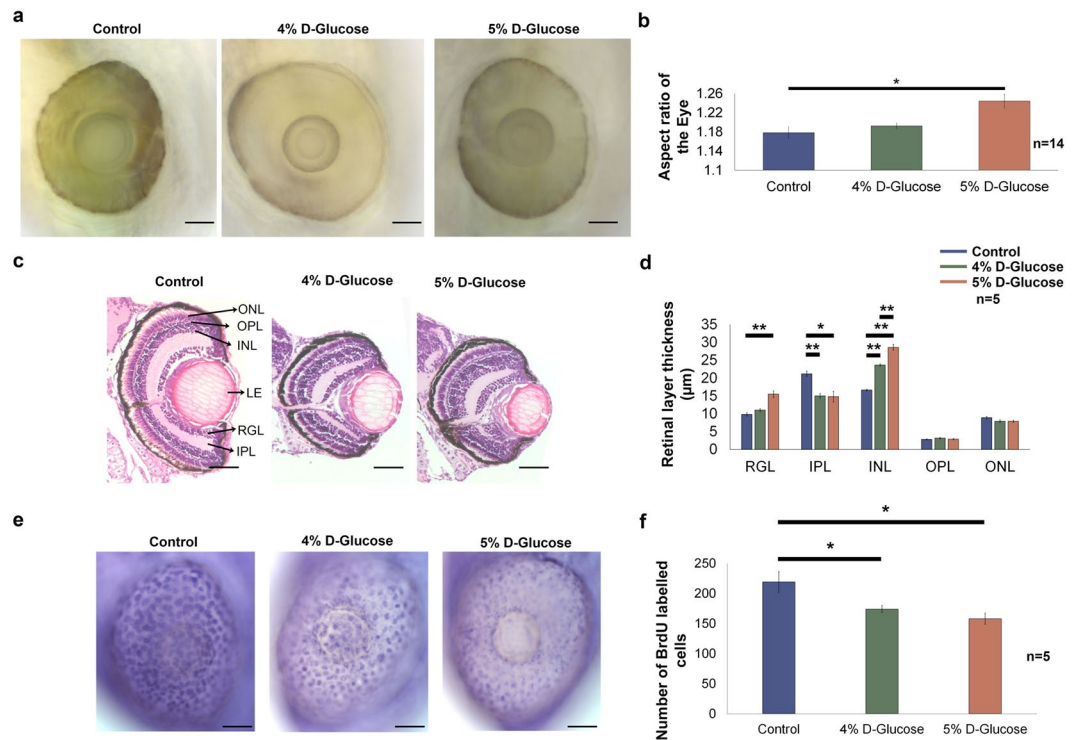 a
Control
4% D-Glucose
5% D-Glucose
b
Aspect ratio of
the Eye
1.26
1.22
1.18
1.14
1.1
*
n=14
Control
4% D-Glucose
5% D-Glucose
c
Control
4% D-Glucose
5% D-Glucose
ONL
OPL
INL
LE
RGL
IPL
d
Control
4% D-Glucose
5% D-Glucose
n=5
Retinal layer thickness
(µm)
35
30
25
20
15
10
5
0
**
*
**
**
**
**
RGL
IPL
INL
OPL
ONL
e
Control
4% D-Glucose
5% D-Glucose
f
Number of BrdU labelled
cells
250
200
150
100
50
0
*
*
n=5
Control
4% D-Glucose
5% D-Glucose